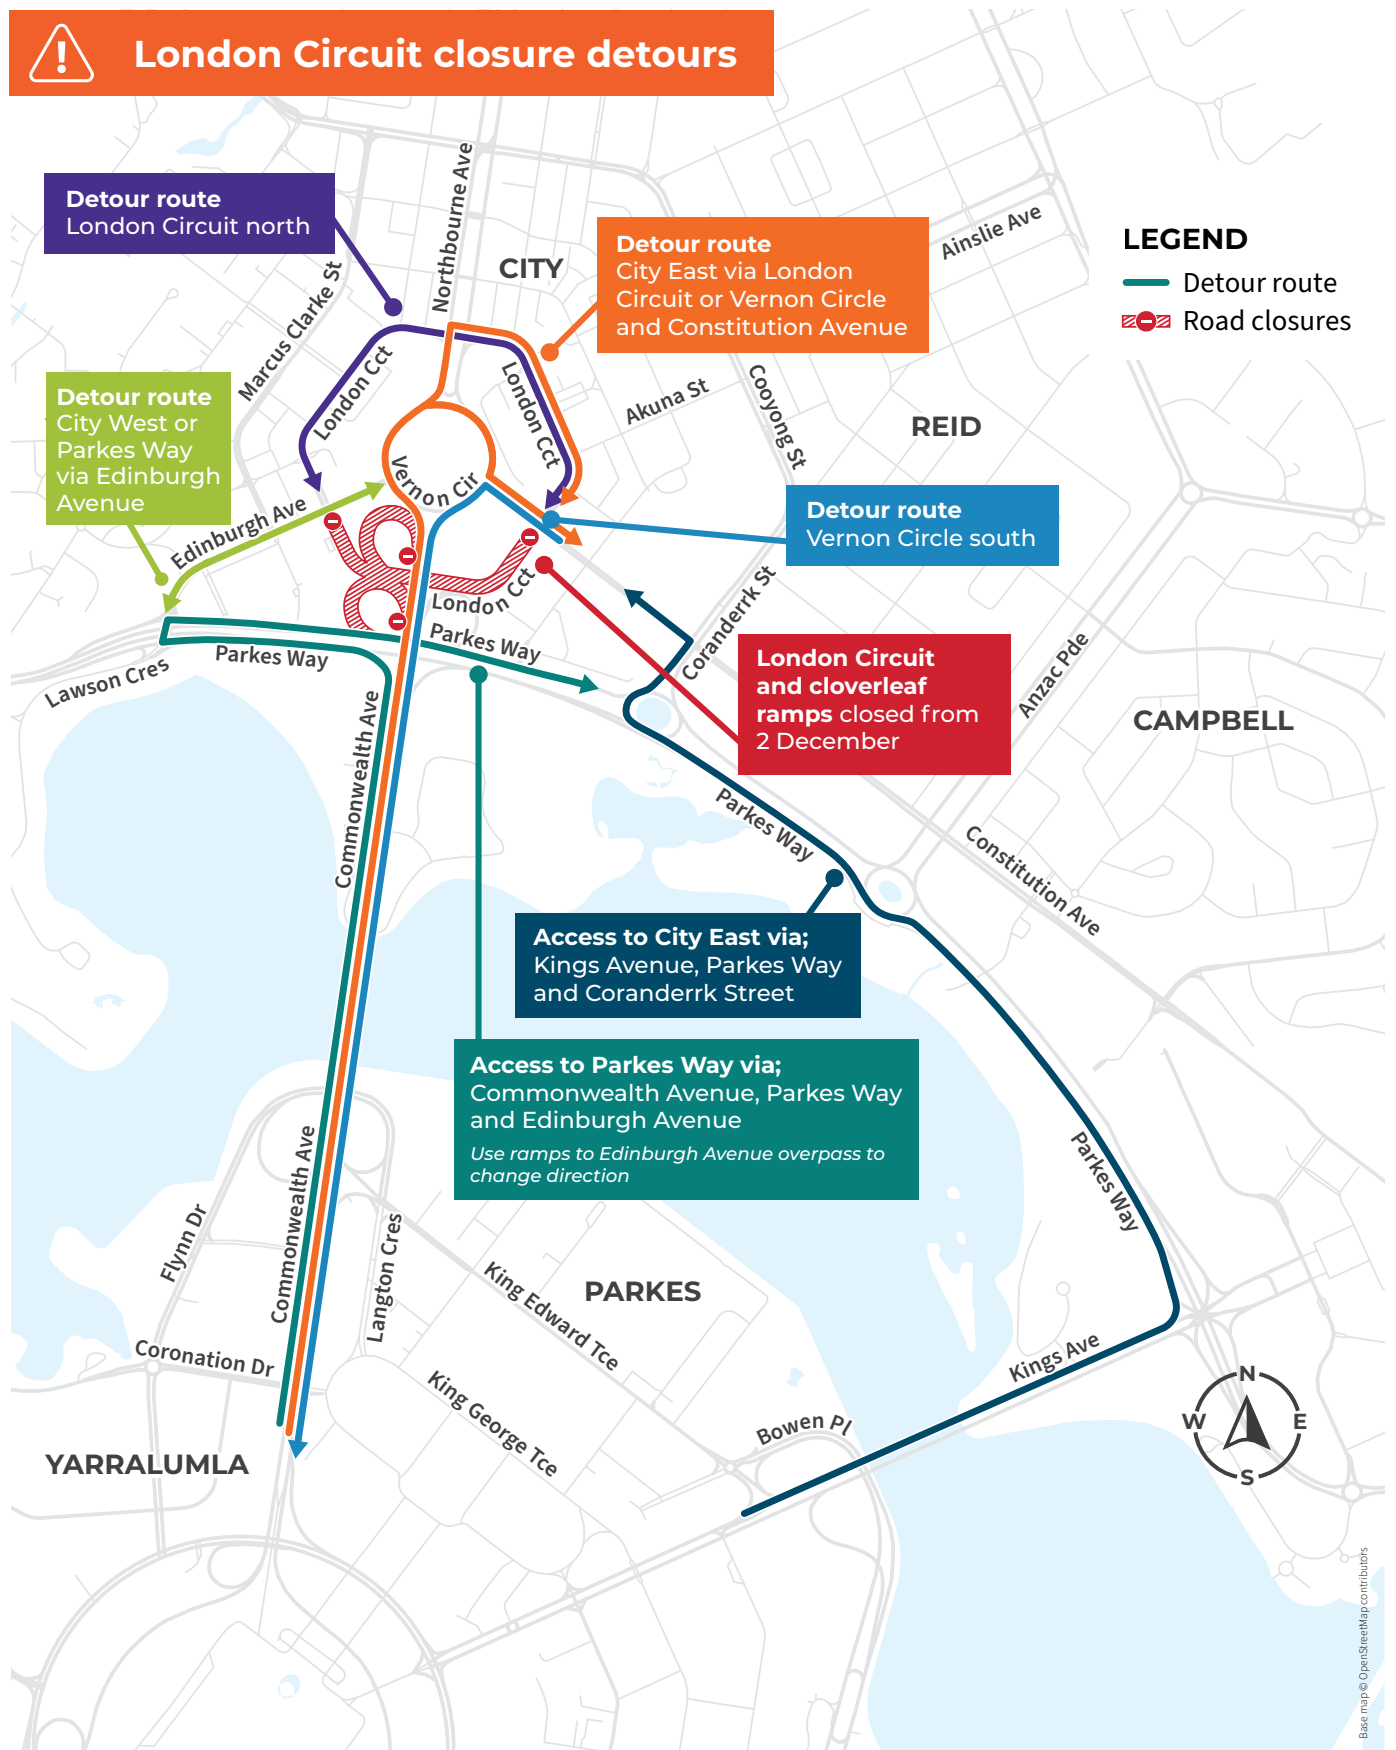 London Circuit closure detours
Detour route
London Circuit north
Northbourne Ave
CITY
Detour route
City East via London
Circuit or Vernon Circle
and Constitution Avenue
Ainslie Ave
LEGEND
Detour route
Road closures
Marcus Clarke St
London Cct
London Cct
Akuna St
Cooyong St
REID
Detour route
City West or
Parkes Way
via Edinburgh
Avenue
Vernon Cir
Edinburgh Ave
Detour route
Vernon Circle south
London Cct
Coranderrk St
Parkes Way
Parkes Way
Lawson Cres
London Circuit
and cloverleaf
ramps closed from
2 December
Anzac Pde
CAMPBELL
Commonwealth Ave
Parkes Way
Constitution Ave
Access to City East via;
Kings Avenue, Parkes Way
and Coranderrk Street
Access to Parkes Way via;
Commonwealth Avenue, Parkes Way
and Edinburgh Avenue
Use ramps to Edinburgh Avenue overpass to
change direction
Parkes Way
Commonwealth Ave
Flynn Dr
Langton Cres
King Edward Tce
PARKES
Coronation Dr
King George Tce
Kings Ave
Bowen Pl
N
W
E
S
YARRALUMLA
Base map © OpenStreetMap contributors